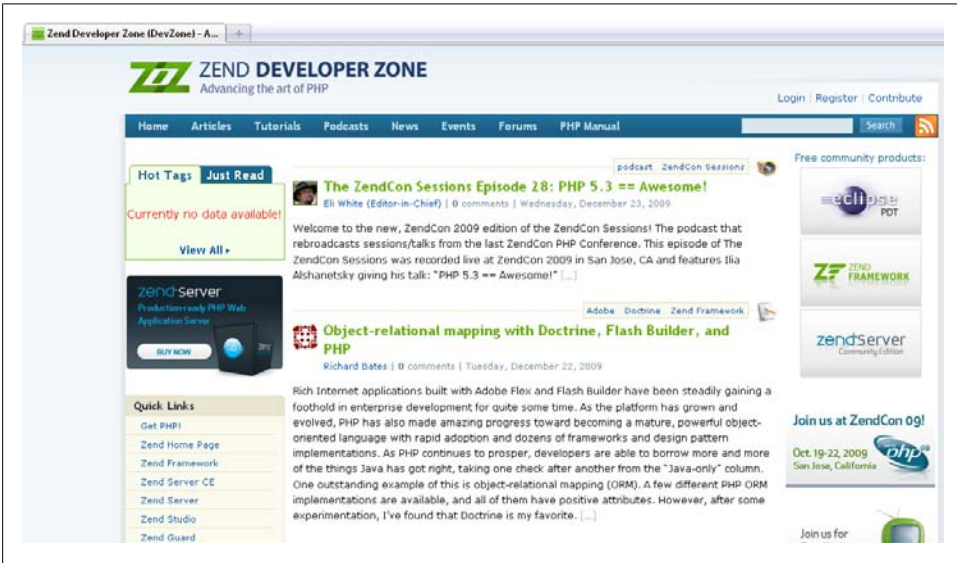 Zend Developer Zone (DevZone) - A...
ZEND DEVELOPER ZONE
Advancing the art of PHP
Login | Register | Contribute
Home Articles Tutorials Podcasts News Events Forums PHP Manual Search
Hot Tags Just Read
Currently no data available!
View All
zend server
Production ready PHP Web
Application Server
BUY NOW
Quick Links
Get PHP!
Zend Home Page
Zend Framework
Zend Server CE
Zend Server
Zend Studio
Zend Guard
podcast ZendCon Sessions
The ZendCon Sessions Episode 28: PHP 5.3 == Awesome!
Eli White (Editor-in-Chief) | 0 comments | Wednesday, December 23, 2009
Welcome to the new, ZendCon 2009 edition of the ZendCon Sessions! The podcast that
rebroadcasts sessions/talks from the last ZendCon PHP Conference. This episode of The
ZendCon Sessions was recorded live at ZendCon 2009 in San Jose, CA and features Ilia
Alshanetsky giving his talk: "PHP 5.3 == Awesome!" [...]
Adobe Doctrine Zend Framework
Object-relational mapping with Doctrine, Flash Builder, and
PHP
Richard Bates | 0 comments | Tuesday, December 22, 2009
Rich Internet applications built with Adobe Flex and Flash Builder have been steadily gaining a
foothold in enterprise development for quite some time. As the platform has grown and
evolved, PHP has also made amazing progress toward becoming a mature, powerful object-
oriented language with rapid adoption and dozens of frameworks and design pattern
implementations. As PHP continues to prosper, developers are able to borrow more and more
of the things Java has got right, taking one check after another from the "Java-only" column.
One outstanding example of this is object-relational mapping (ORM). A few different PHP ORM
implementations are available, and all of them have positive attributes. However, after some
experimentation, I've found that Doctrine is my favorite. [...]
Free community products:
eclipse
PDT
ZEND
FRAMEWORK
zend Server
Community Edition
Join us at ZendCon 09!
Oct. 19-22, 2009
San Jose, California
php
Join us for